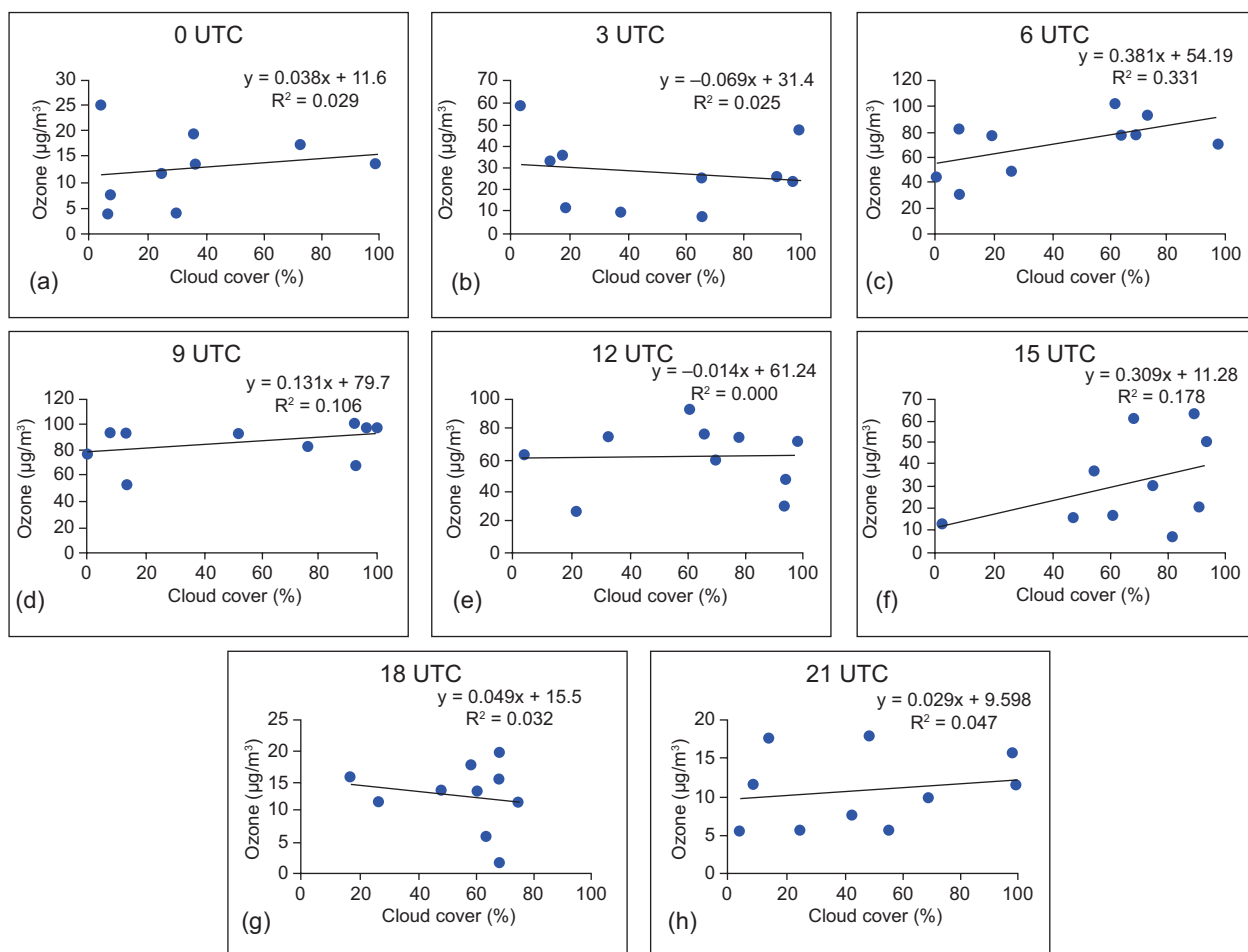 0 UTC
y = 0.038x + 11.6
R² = 0.029
30
25
20
15
10
5
0
Ozone (µg/m³)
0 20 40 60 80 100
Cloud cover (%)
(a)
3 UTC
y = –0.069x + 31.4
R² = 0.025
70
60
50
40
30
20
10
0
Ozone (µg/m³)
0 20 40 60 80 100
Cloud cover (%)
(b)
6 UTC
y = 0.381x + 54.19
R² = 0.331
120
100
80
60
40
20
0
Ozone (µg/m³)
0 20 40 60 80 100
Cloud cover (%)
(c)
9 UTC
y = 0.131x + 79.7
R² = 0.106
120
100
80
60
40
20
0
Ozone (µg/m³)
0 20 40 60 80 100
Cloud cover (%)
(d)
12 UTC
y = –0.014x + 61.24
R² = 0.000
100
80
60
40
20
0
Ozone (µg/m³)
0 20 40 60 80 100
Cloud cover (%)
(e)
15 UTC
y = 0.309x + 11.28
R² = 0.178
70
60
50
40
30
20
10
0
Ozone (µg/m³)
0 20 40 60 80 100
Cloud cover (%)
(f)
18 UTC
y = 0.049x + 15.5
R² = 0.032
25
20
15
10
5
0
Ozone (µg/m³)
0 20 40 60 80 100
Cloud cover (%)
(g)
21 UTC
y = 0.029x + 9.598
R² = 0.047
20
15
10
5
0
Ozone (µg/m³)
0 20 40 60 80 100
Cloud cover (%)
(h)